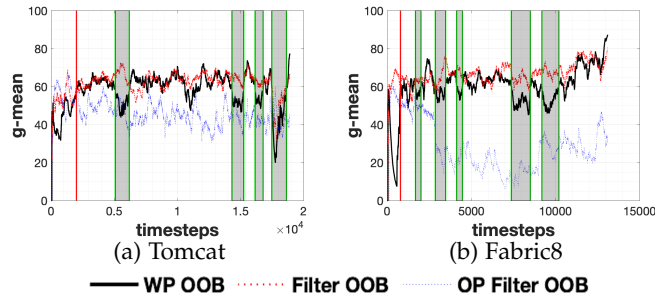 100
80
60
40
20
0
g-mean
0 0.5 1 1.5 2
timesteps
×10⁴
(a) Tomcat
100
80
60
40
20
0
g-mean
0 5000 10000 15000
timesteps
(b) Fabric8
WP OOB Filter OOB OP Filter OOB